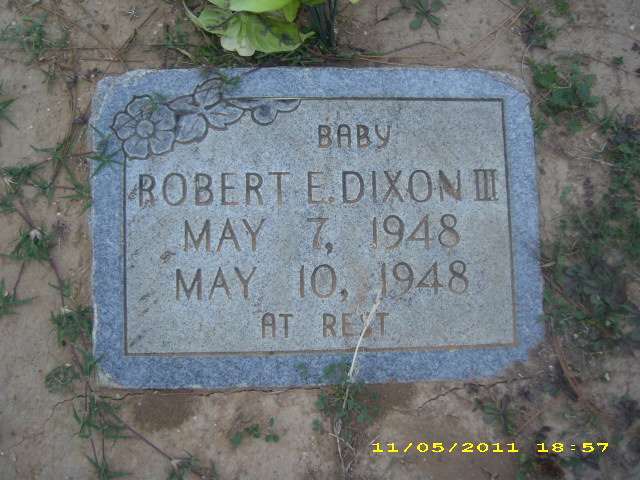 BABY
ROBERT E. DIXON III
MAY 7, 1948
MAY 10, 1948
AT REST
11/05/2011 18:57